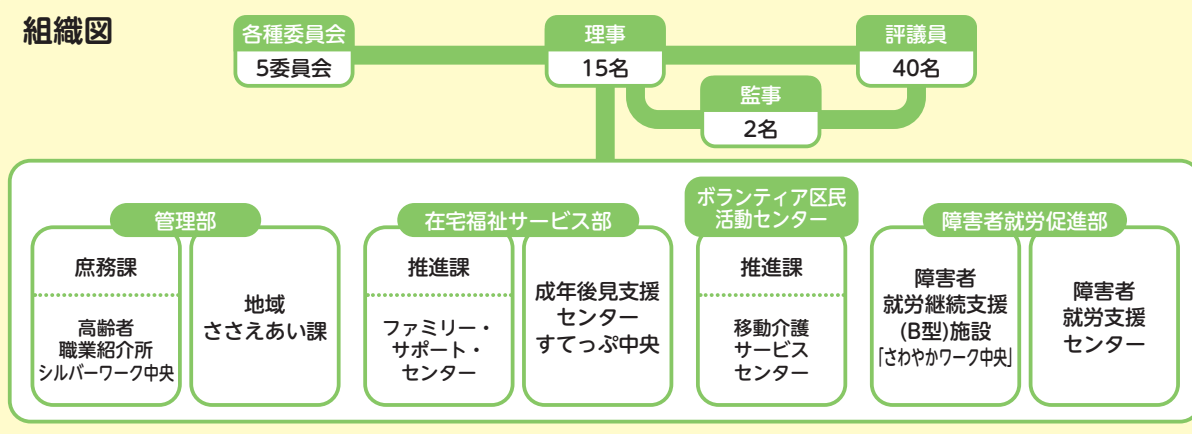 組織図
各種委員会
5委員会
理事
15名
評議員
40名
監事
2名
管理部
庶務課
高齢者
職業紹介所
シルバーワーク中央
地域
ささえあい課
在宅福祉サービス部
推進課
ファミリー・
サポート・
センター
成年後見支援
センター
すてっぷ中央
ボランティア区民
活動センター
推進課
移動介護
サービス
センター
障害者就労促進部
障害者
就労継続支援
(B型)施設
「さわやかワーク中央」
障害者
就労支援
センター